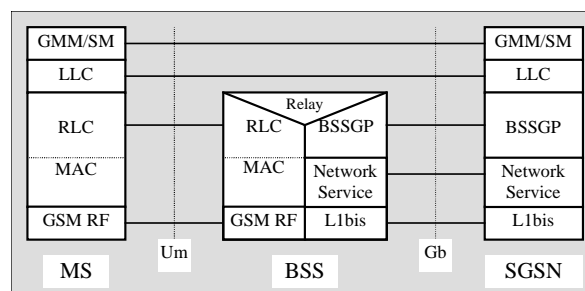 GMM/SM
GMM/SM
LLC
LLC
Relay
RLC
RLC
BSSGP
BSSGP
MAC
MAC
Network
Service
Network
Service
GSM RF
GSM RF
L1bis
L1bis
Um
Gb
MS
BSS
SGSN